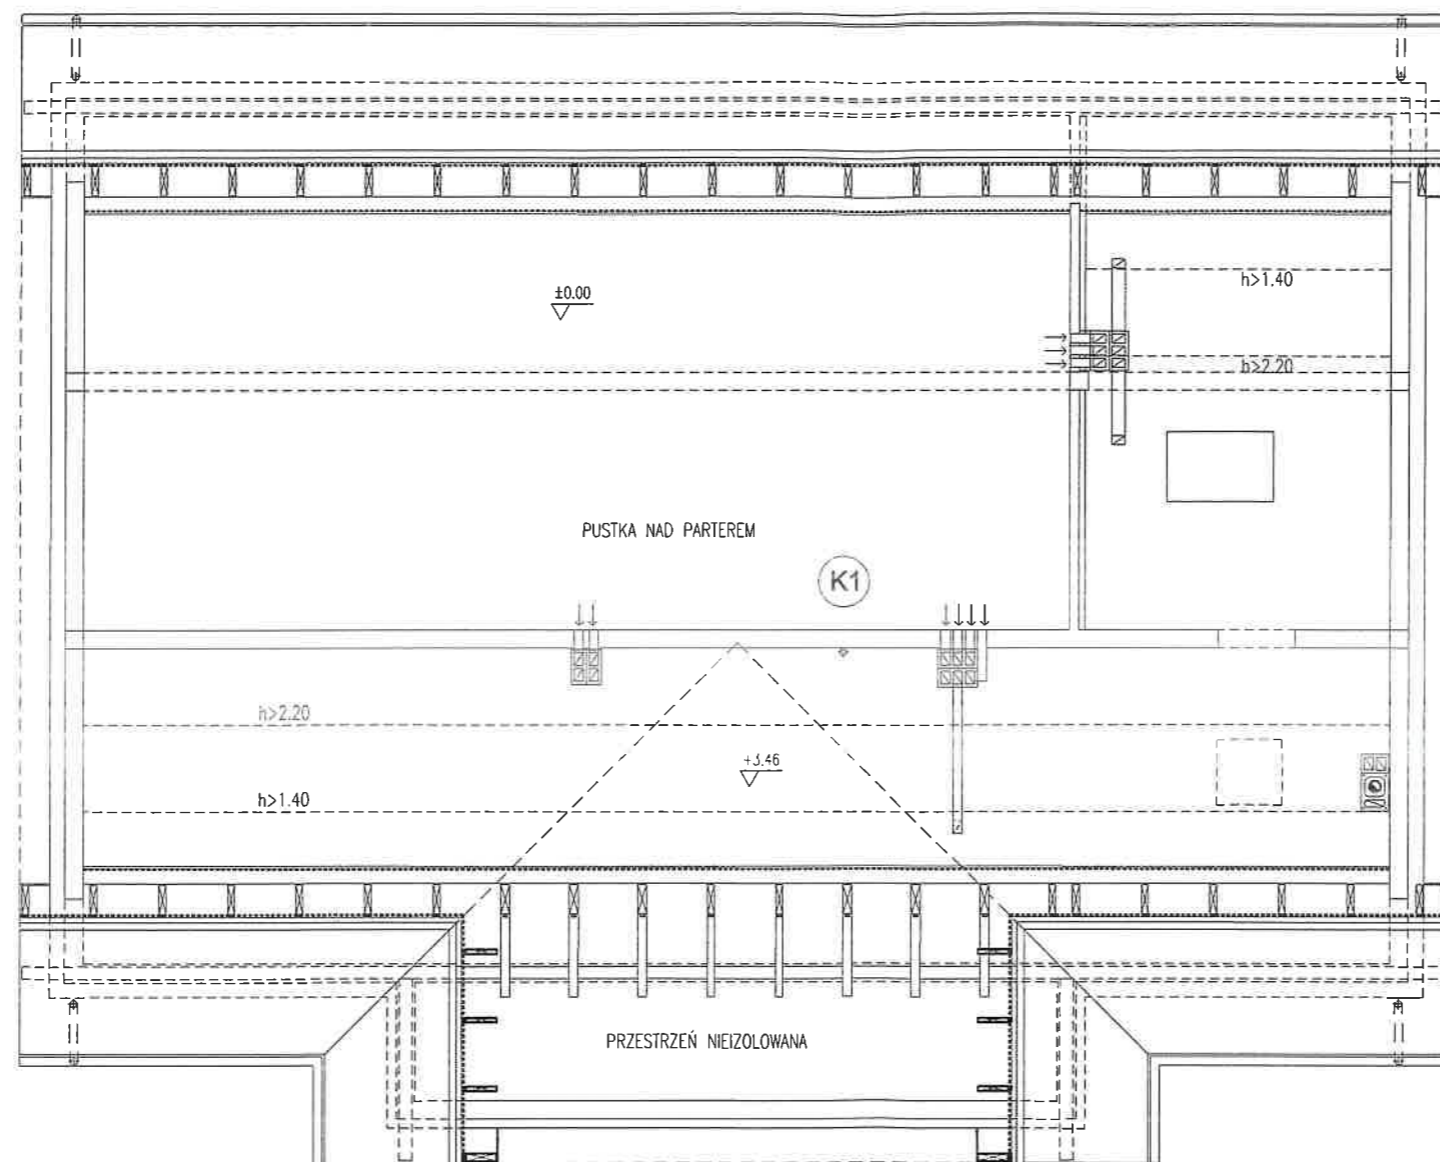 h>1.40
±0.00
h>2.20
PUSTKA NAD PARTEREM
K1
h>2.20
+3.46
h>1.40
PRZESTRZEŃ NIEIZOLOWANA